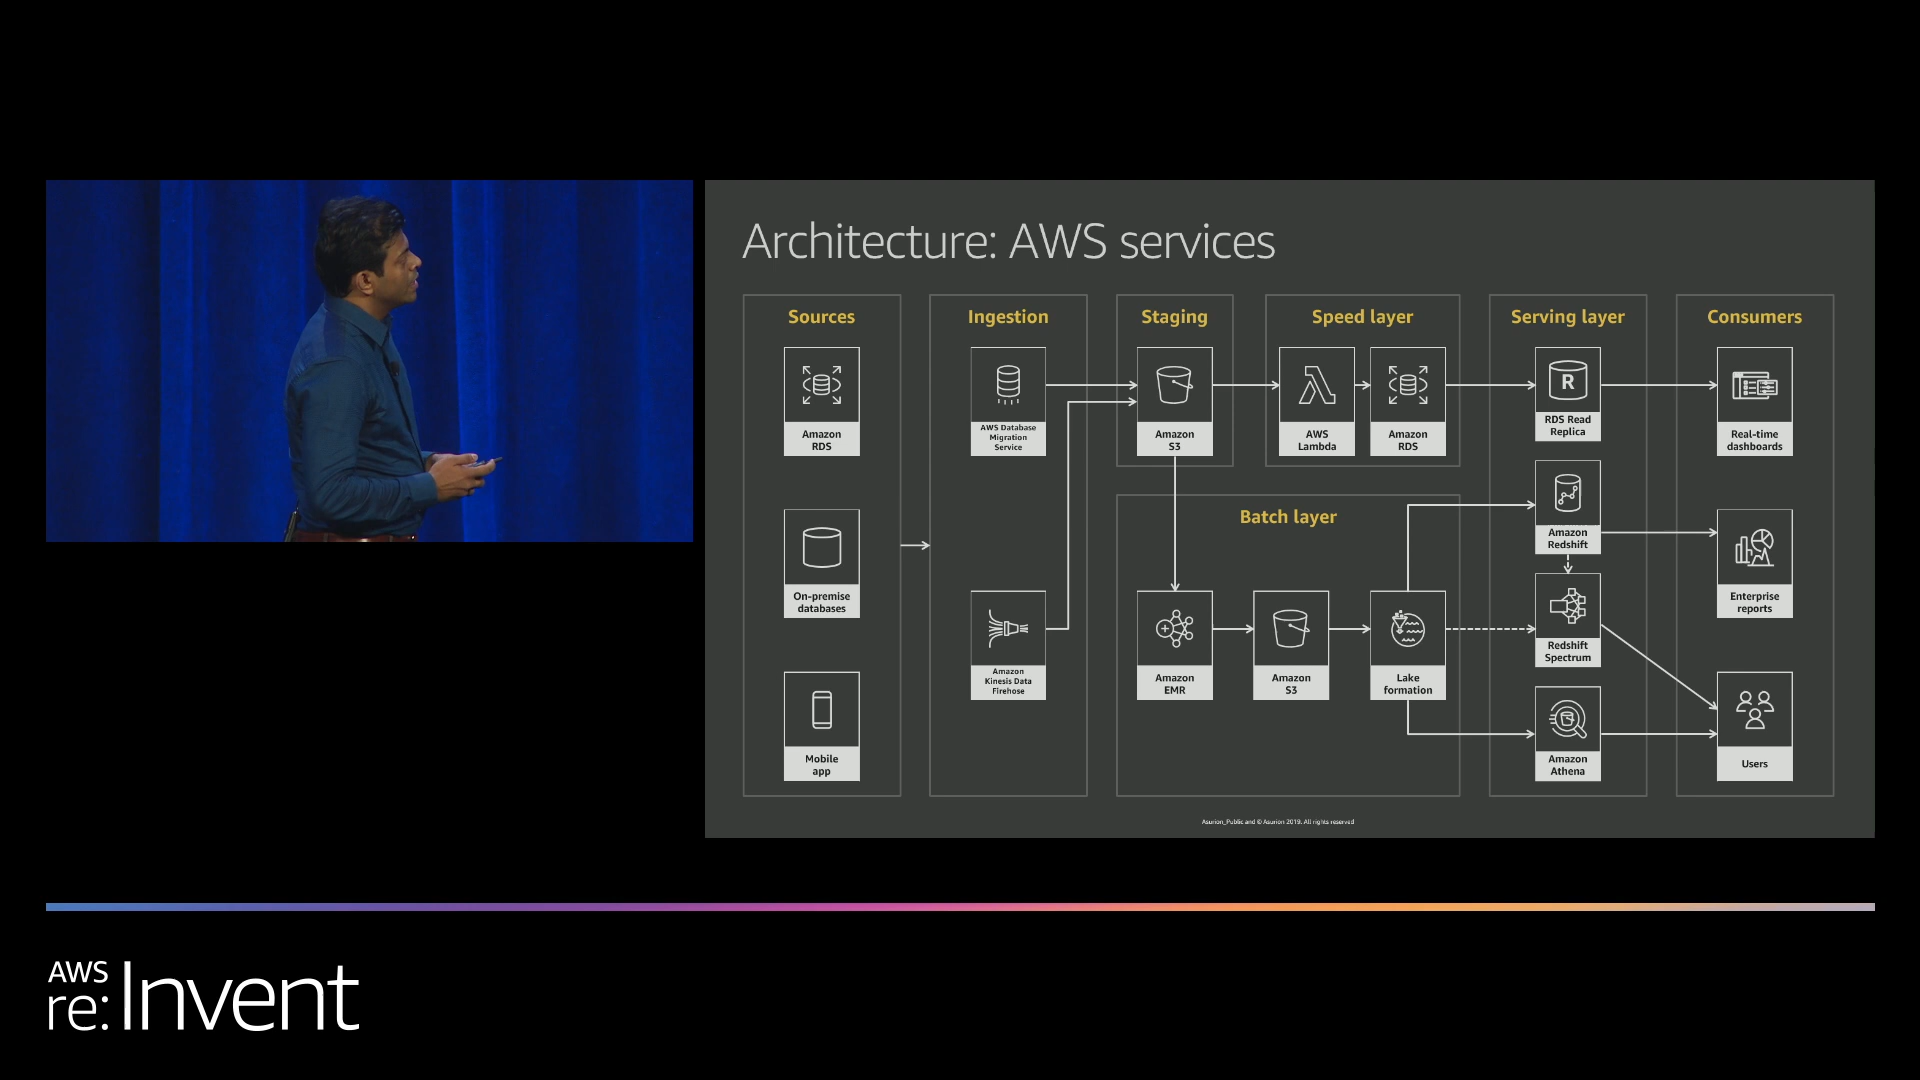 Architecture: AWS services
Sources
Amazon
RDS
On-premise
databases
Mobile
app
Ingestion
AWS Database
Migration
Service
Amazon
Kinesis Data
Firehose
Staging
Amazon
S3
Speed layer
AWS
Lambda
Amazon
RDS
Batch layer
Amazon
EMR
Amazon
S3
Lake
formation
Serving layer
R
RDS Read
Replica
Amazon
Redshift
Redshift
Spectrum
Amazon
Athena
Consumers
Real-time
dashboards
Enterprise
reports
Users
Asurion_Public and © Asurion 2019. All rights reserved
AWS
re:Invent